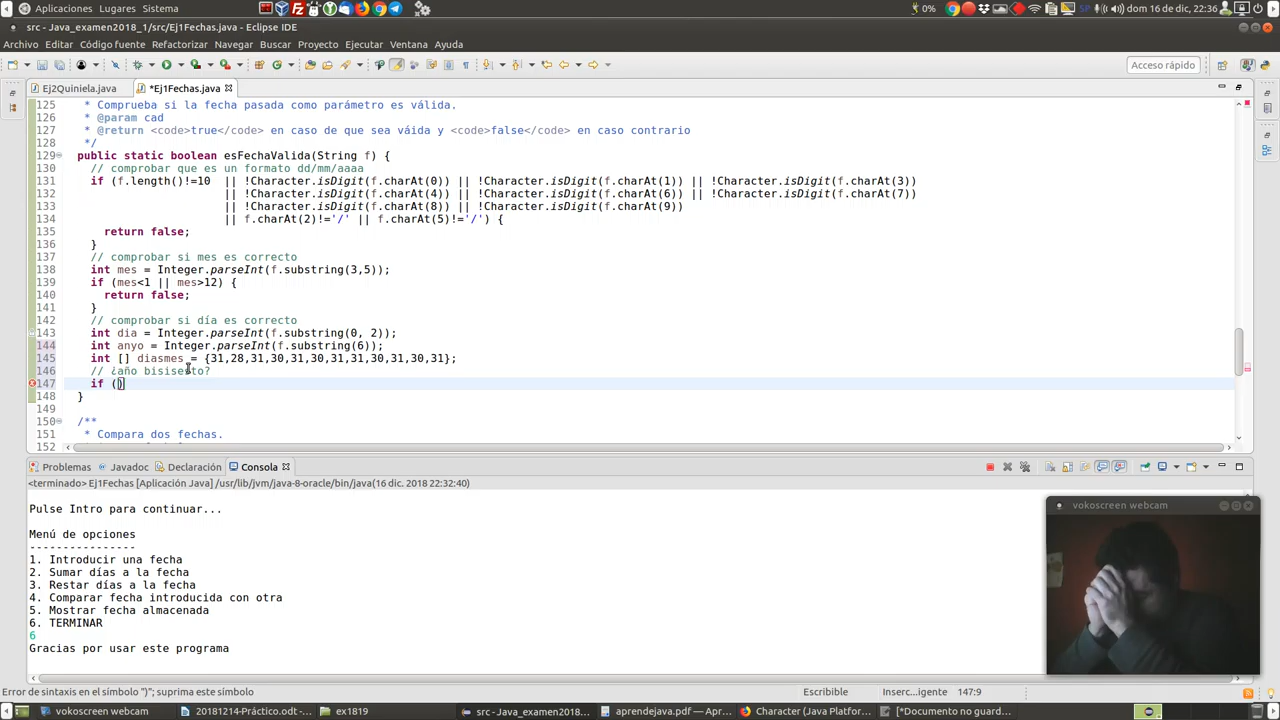 Aplicaciones Lugares Sistema
0% SP dom 16 de dic, 22:36
src - Java_examen2018_1/src/Ej1Fechas.java - Eclipse IDE
Archivo Editar Código fuente Refactorizar Navegar Buscar Proyecto Ejecutar Ventana Ayuda
Acceso rápido
Ej2Quiniela.java *Ej1Fechas.java
125 * Comprueba si la fecha pasada como parámetro es válida.
126 * @param cad
127 * @return <code>true</code> en caso de que sea váida y <code>false</code> en caso contrario
128 */
129 public static boolean esFechaValida(String f) {
130 // comprobar que es un formato dd/mm/aaaa
131 if (f.length()!=10 || !Character.isDigit(f.charAt(0)) || !Character.isDigit(f.charAt(1)) || !Character.isDigit(f.charAt(3))
132 || !Character.isDigit(f.charAt(4)) || !Character.isDigit(f.charAt(6)) || !Character.isDigit(f.charAt(7))
133 || !Character.isDigit(f.charAt(8)) || !Character.isDigit(f.charAt(9))
134 || f.charAt(2)!='/' || f.charAt(5)!='/') {
135 return false;
136 }
137 // comprobar si mes es correcto
138 int mes = Integer.parseInt(f.substring(3,5));
139 if (mes<1 || mes>12) {
140 return false;
141 }
142 // comprobar si día es correcto
143 int dia = Integer.parseInt(f.substring(0, 2));
144 int anyo = Integer.parseInt(f.substring(6));
145 int [] diasmes = {31,28,31,30,31,30,31,31,30,31,30,31};
146 // ¿año bisisesto?
147 if ()
148 }
149
150 /**
151 * Compara dos fechas.
152
Problemas Javadoc Declaración Consola
<terminado> Ej1Fechas [Aplicación Java] /usr/lib/jvm/java-8-oracle/bin/java(16 dic. 2018 22:32:40)
Pulse Intro para continuar...
Menú de opciones
----------------
1. Introducir una fecha
2. Sumar días a la fecha
3. Restar días a la fecha
4. Comparar fecha introducida con otra
5. Mostrar fecha almacenada
6. TERMINAR
6
Gracias por usar este programa
vokoscreen webcam
Error de sintaxis en el símbolo ")"; suprima este símbolo Escribible Inserc...igente 147:9
vokoscreen webcam 20181214-Práctico.odt -... ex1819 src - Java_examen2018... aprendejava.pdf — Apr... Character (Java Platfor... [*Documento no guard...